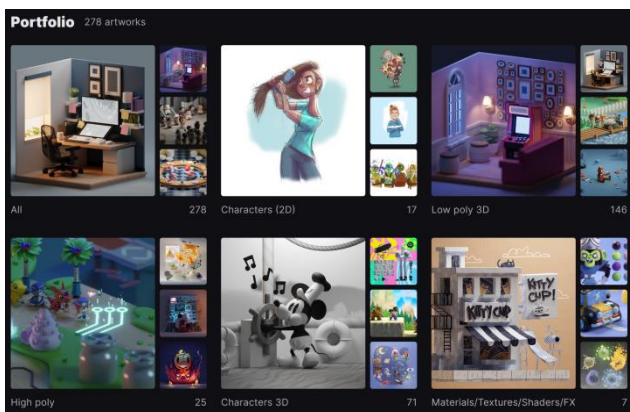 Portfolio 278 artworks
All 278
Characters (2D) 17
Low poly 3D 146
KITTY CUP!
KITTY CUP
High poly 25
Characters 3D 71
Materials/Textures/Shaders/FX 7